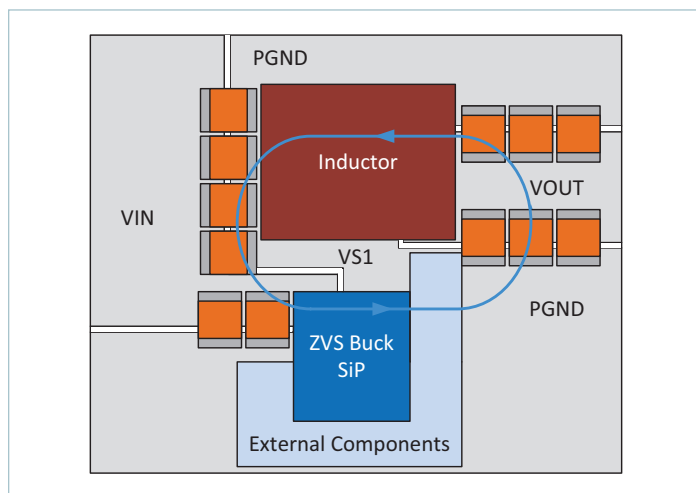 PGND
Inductor
VOUT
VIN
VS1
PGND
ZVS Buck
SiP
External Components